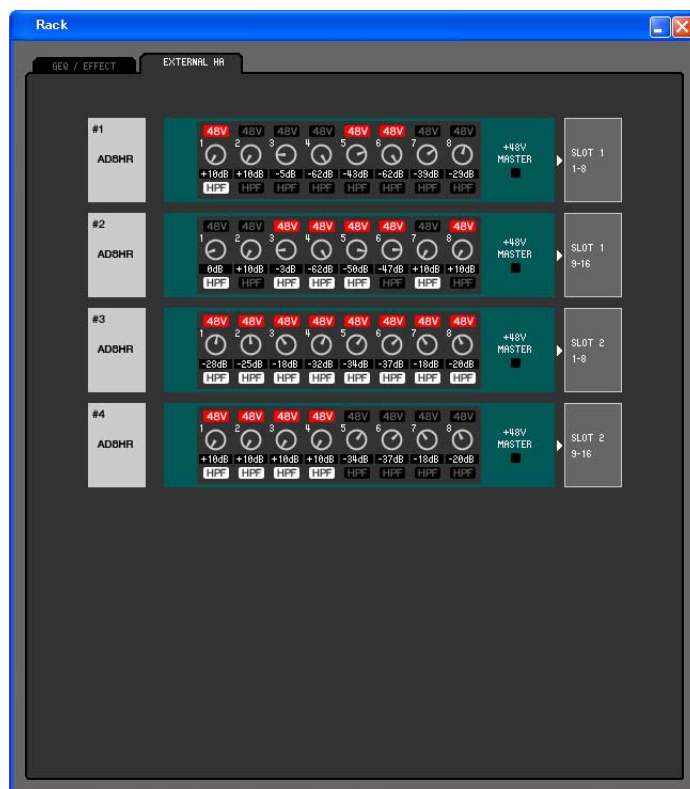 Rack
GEQ / EFFECT
EXTERNAL HA
#1
AD8HR
48V 48V 48V 48V 48V 48V 48V 48V
1 2 3 4 5 6 7 8
+10dB +10dB -5dB -62dB -43dB -62dB -39dB -29dB
HPF HPF HPF HPF HPF HPF HPF HPF
+48V
MASTER
SLOT 1
1-8
#2
AD8HR
48V 48V 48V 48V 48V 48V 48V 48V
1 2 3 4 5 6 7 8
0dB +10dB -3dB -62dB -50dB -47dB +10dB +10dB
HPF HPF HPF HPF HPF HPF HPF HPF
+48V
MASTER
SLOT 1
9-16
#3
AD8HR
48V 48V 48V 48V 48V 48V 48V 48V
1 2 3 4 5 6 7 8
-28dB -25dB -18dB -32dB -34dB -37dB -18dB -20dB
HPF HPF HPF HPF HPF HPF HPF HPF
+48V
MASTER
SLOT 2
1-8
#4
AD8HR
48V 48V 48V 48V 48V 48V 48V 48V
1 2 3 4 5 6 7 8
+10dB +10dB +10dB +10dB -34dB -37dB -18dB -20dB
HPF HPF HPF HPF HPF HPF HPF HPF
+48V
MASTER
SLOT 2
9-16